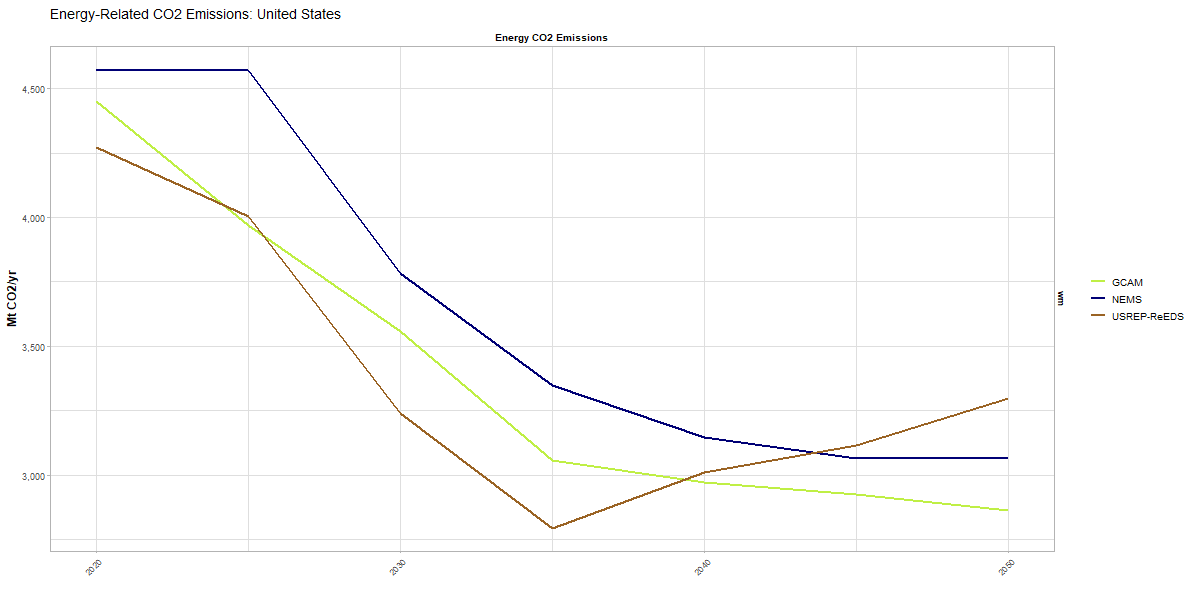 Energy-Related CO2 Emissions: United States
Energy CO2 Emissions
Mt CO2/yr
4,500
4,000
3,500
3,000
2020
2030
2040
2050
wm
GCAM
NEMS
USREP-ReEDS